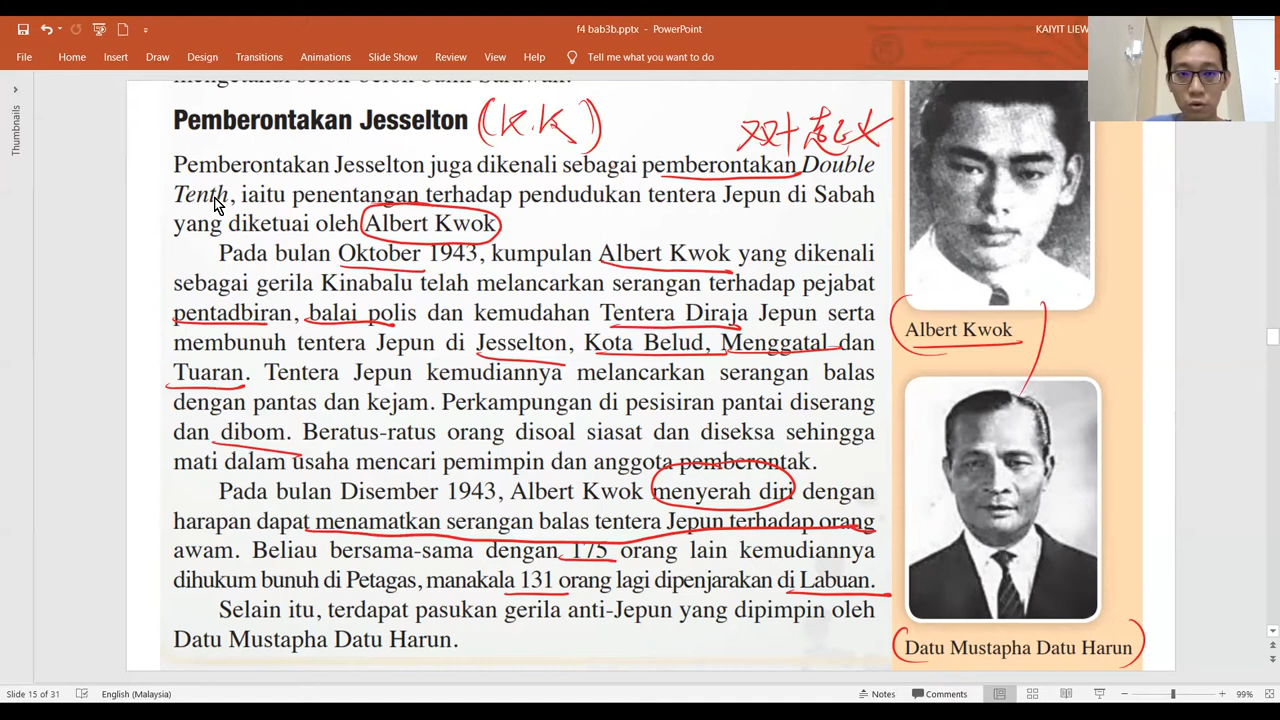 f4 bab3b.pptx - PowerPoint
KAIYIT LIEW
File Home Insert Draw Design Transitions Animations Slide Show Review View Help Tell me what you want to do
Thumbnails
Pemberontakan Jesselton (K.K)
双十起义
Pemberontakan Jesselton juga dikenali sebagai pemberontakan Double
Tenth, iaitu penentangan terhadap pendudukan tentera Jepun di Sabah
yang diketuai oleh Albert Kwok
Pada bulan Oktober 1943, kumpulan Albert Kwok yang dikenali
sebagai gerila Kinabalu telah melancarkan serangan terhadap pejabat
pentadbiran, balai polis dan kemudahan Tentera Diraja Jepun serta
membunuh tentera Jepun di Jesselton, Kota Belud, Menggatal dan
Tuaran. Tentera Jepun kemudiannya melancarkan serangan balas
dengan pantas dan kejam. Perkampungan di pesisiran pantai diserang
dan dibom. Beratus-ratus orang disoal siasat dan diseksa sehingga
mati dalam usaha mencari pemimpin dan anggota pemberontak.
Pada bulan Disember 1943, Albert Kwok menyerah diri dengan
harapan dapat menamatkan serangan balas tentera Jepun terhadap orang
awam. Beliau bersama-sama dengan 175 orang lain kemudiannya
dihukum bunuh di Petagas, manakala 131 orang lagi dipenjarakan di Labuan.
Selain itu, terdapat pasukan gerila anti-Jepun yang dipimpin oleh
Datu Mustapha Datu Harun.
Albert Kwok
Datu Mustapha Datu Harun
Slide 15 of 31 English (Malaysia) Notes Comments 99%